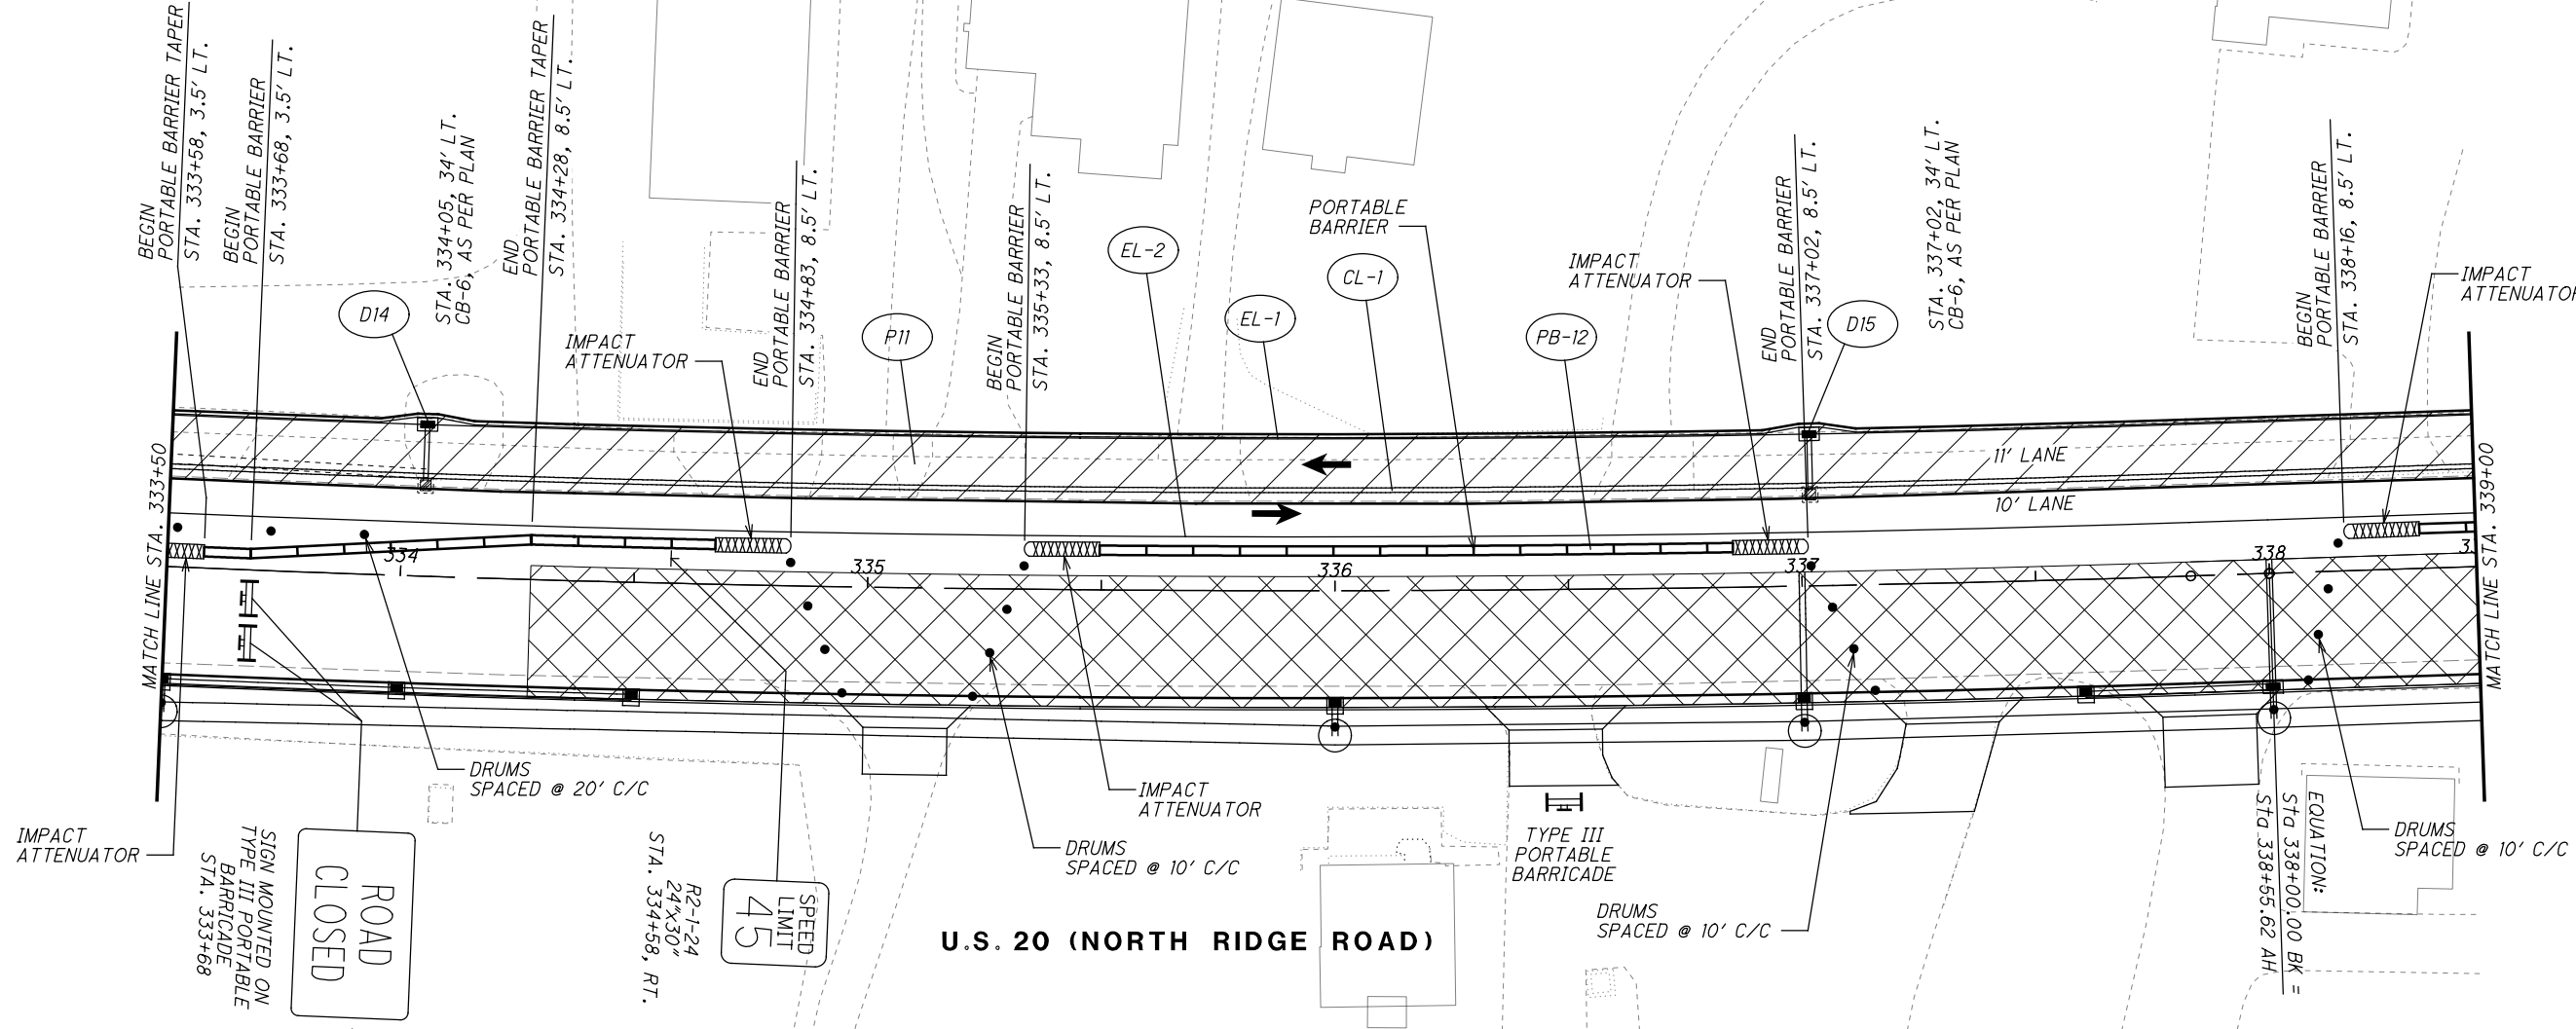 BEGIN
PORTABLE BARRIER TAPER
STA. 333+58, 3.5' LT.
BEGIN
PORTABLE BARRIER
STA. 333+68, 3.5' LT.
STA. 334+05, 34' LT.
CB-6, AS PER PLAN
END
PORTABLE BARRIER TAPER
STA. 334+28, 8.5' LT.
END
PORTABLE BARRIER
STA. 334+83, 8.5' LT.
BEGIN
PORTABLE BARRIER
STA. 335+33, 8.5' LT.
PORTABLE
BARRIER
END
PORTABLE BARRIER
STA. 337+02, 8.5' LT.
STA. 337+02, 34' LT.
CB-6, AS PER PLAN
BEGIN
PORTABLE BARRIER
STA. 338+16, 8.5' LT.
IMPACT
ATTENUATOR
D14
IMPACT
ATTENUATOR
P11
EL-2
EL-1
CL-1
PB-12
IMPACT
ATTENUATOR
D15
MATCH LINE STA. 333+50
11' LANE
10' LANE
MATCH LINE STA. 339+00
334
335
336
337
338
DRUMS
SPACED @ 20' C/C
IMPACT
ATTENUATOR
IMPACT
ATTENUATOR
DRUMS
SPACED @ 10' C/C
TYPE III
PORTABLE
BARRICADE
DRUMS
SPACED @ 10' C/C
DRUMS
SPACED @ 10' C/C
EQUATION:
Sta 338+00.00 BK =
Sta 338+55.62 AH
SIGN MOUNTED ON
TYPE III PORTABLE
BARRICADE
STA. 333+68
ROAD
CLOSED
R2-1-24
24"x30"
STA. 334+58, RT.
SPEED
LIMIT
45
U.S. 20 (NORTH RIDGE ROAD)